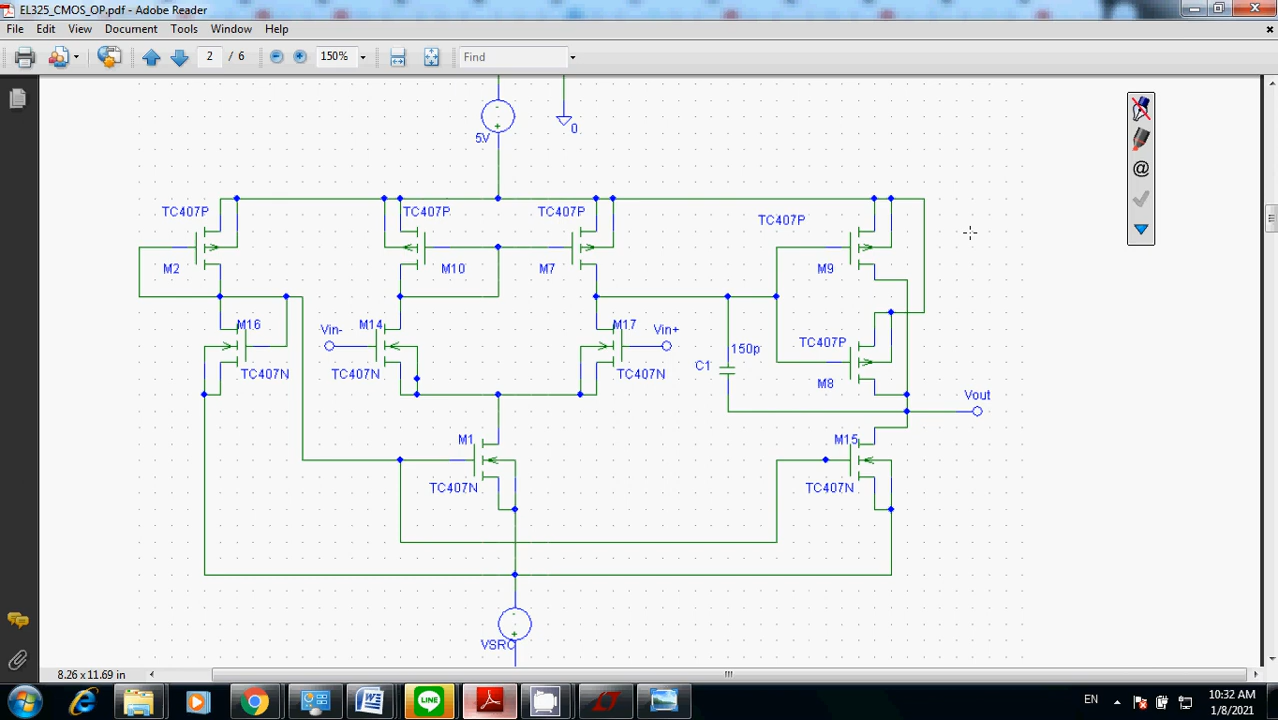 EL325_CMOS_OP.pdf - Adobe Reader
File Edit View Document Tools Window Help
2 / 6 150% Find
0
5V
TC407P TC407P TC407P TC407P
M2 M10 M7 M9
M16 Vin- M14 M17 Vin+
TC407P
150p
C1
TC407N TC407N TC407N
M8
Vout
M1 M15
TC407N TC407N
VSRC
8.26 x 11.69 in
EN 10:32 AM
1/8/2021